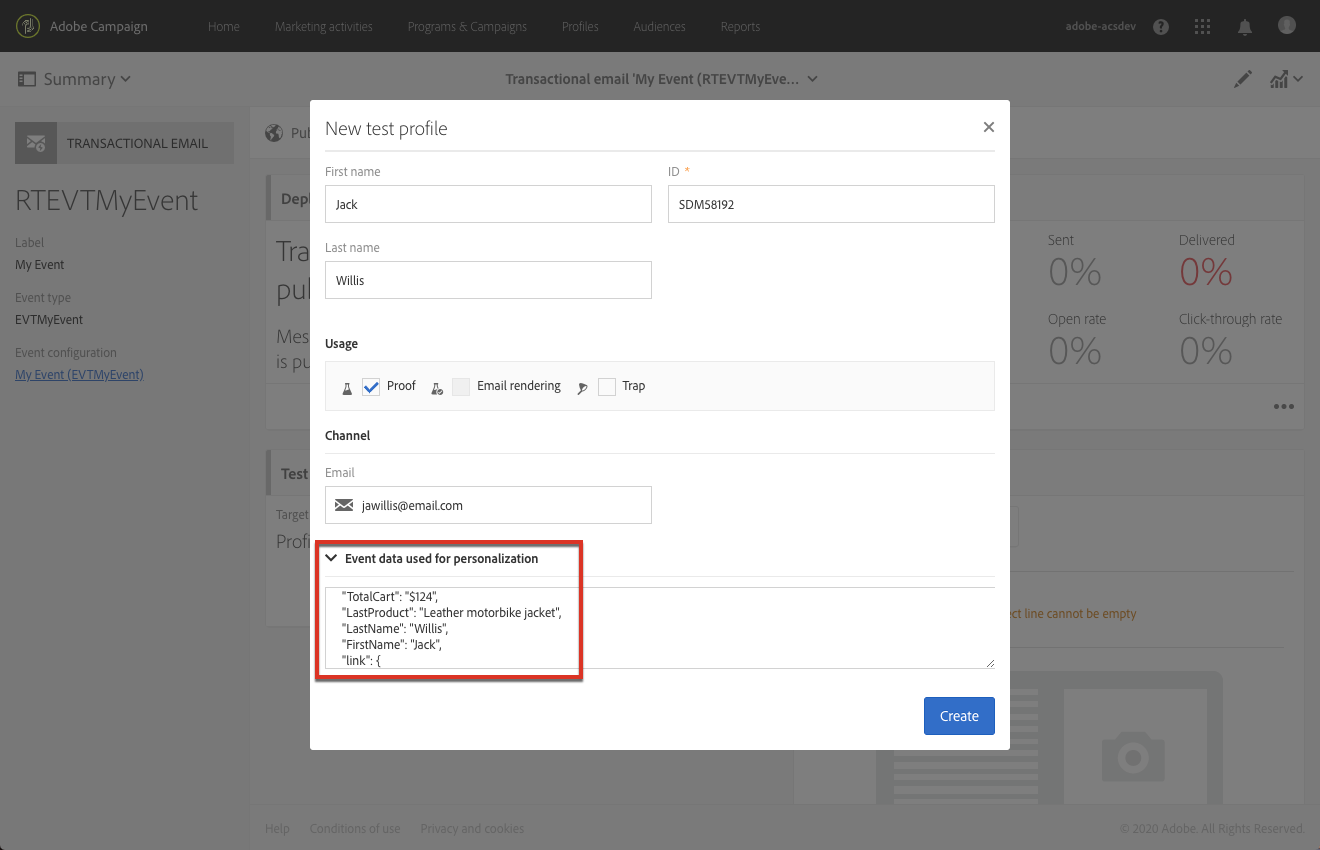 Adobe Campaign
Home
Marketing activities
Programs & Campaigns
Profiles
Audiences
Reports
adobe-acsdev
Summary
Transactional email 'My Event (RTEVTMyEve...
TRANSACTIONAL EMAIL
RTEVTMyEvent
Label
My Event
Event type
EVTMyEvent
Event configuration
My Event (EVTMyEvent)
Pub
Dep
Tra
pu
Mes
is pu
Sent
0%
Delivered
0%
Open rate
0%
Click-through rate
0%
Test
Target
Profi
ect line cannot be empty
New test profile
First name
Jack
ID *
SDM58192
Last name
Willis
Usage
Proof
Email rendering
Trap
Channel
Email
jawillis@email.com
Event data used for personalization
"TotalCart": "$124",
"LastProduct": "Leather motorbike jacket",
"LastName": "Willis",
"FirstName": "Jack",
"link": {
Create
Help
Conditions of use
Privacy and cookies
© 2020 Adobe. All Rights Reserved.